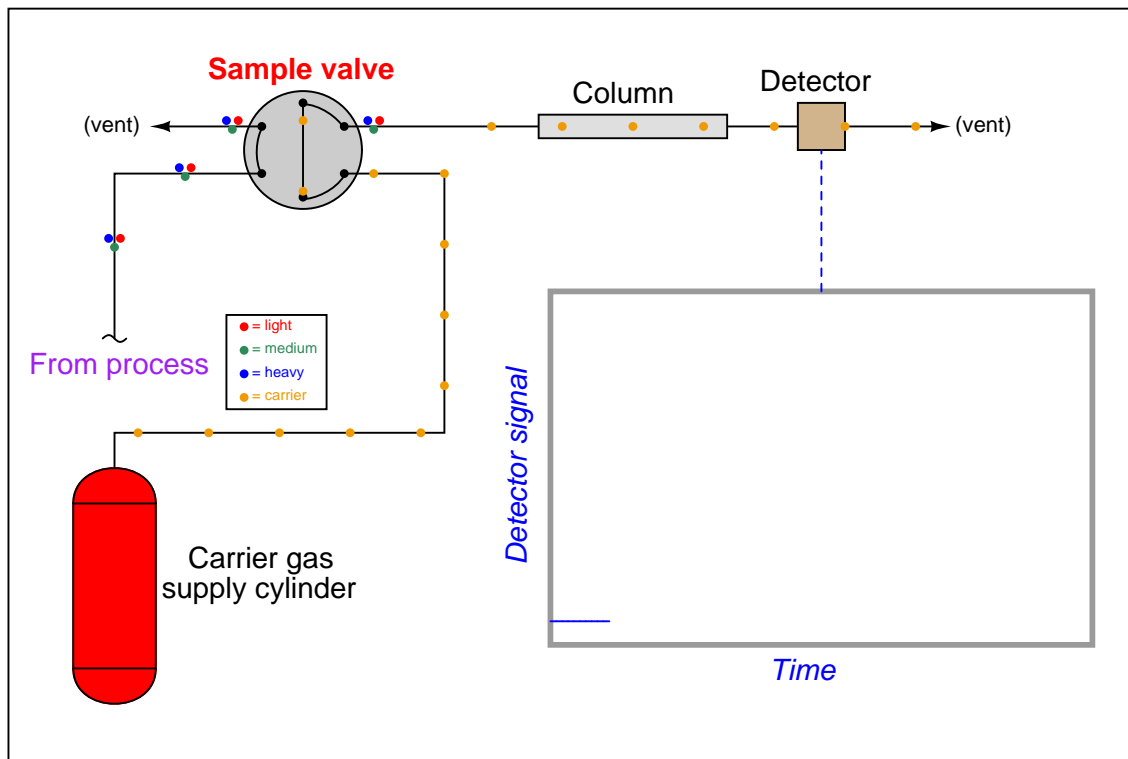 Sample valve
Column
Detector
(vent)
(vent)
From process
= light
= medium
= heavy
= carrier
Detector signal
Carrier gas
supply cylinder
Time